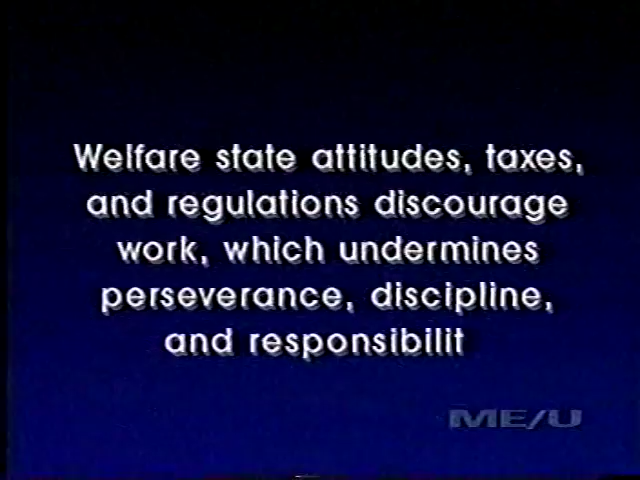 Welfare state attitudes, taxes,
and regulations discourage
work, which undermines
perseverance, discipline,
and responsibilit
ME/U